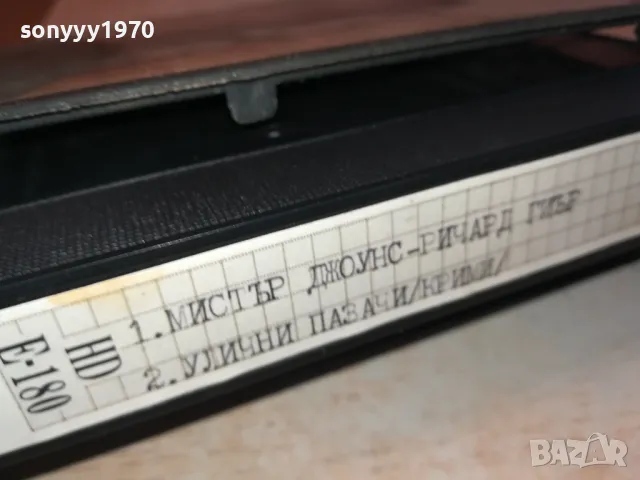 sonyyy1970
1. МИСТЪР ДЖОУНС-РИЧАРД ГИЪР
2. УЛИЧНИ ПАЗАЧИ/КРИМИ/
HD
E-180
BAZAR